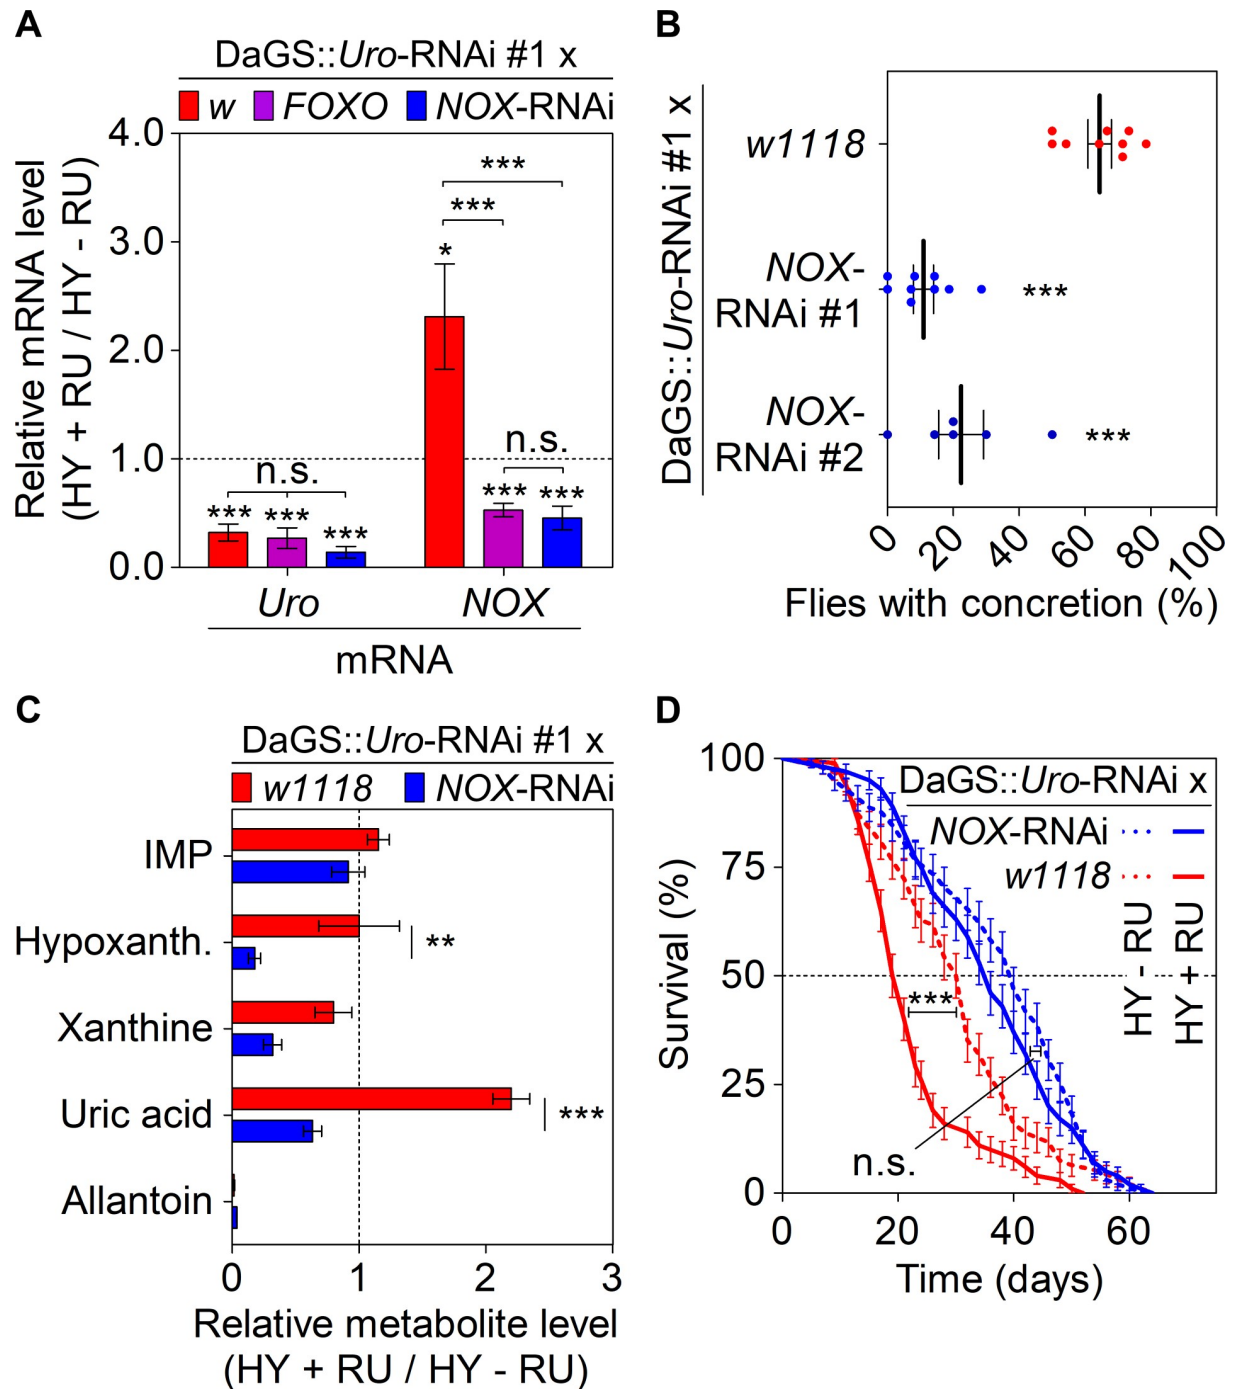 A
DaGS::Uro-RNAi #1 x
w FOXO NOX-RNAi
Relative mRNA level
(HY + RU / HY - RU)
4.0
3.0
2.0
1.0
0.0
***
***
*
n.s.
n.s.
*** *** ***
*** ***
Uro NOX
mRNA
B
DaGS::Uro-RNAi #1 x
w1118
NOX-
RNAi #1
***
NOX-
RNAi #2
***
0 20 40 60 80 100
Flies with concretion (%)
C
DaGS::Uro-RNAi #1 x
w1118 NOX-RNAi
IMP
Hypoxanth.
**
Xanthine
Uric acid
***
Allantoin
0 1 2 3
Relative metabolite level
(HY + RU / HY - RU)
D
DaGS::Uro-RNAi x
NOX-RNAi
w1118
HY - RU
HY + RU
Survival (%)
100
75
50
25
0
***
n.s.
0 20 40 60
Time (days)